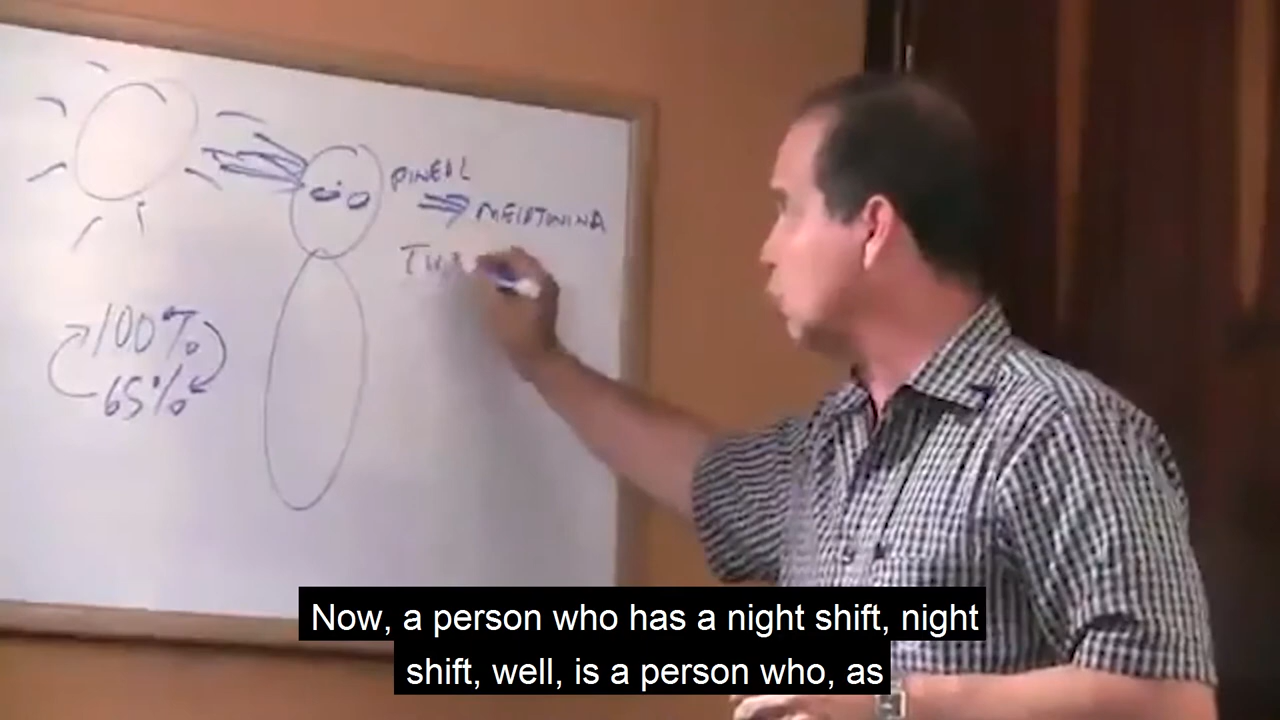 PINEAL
MELATONINA
100%
65%
Now, a person who has a night shift, night
shift, well, is a person who, as